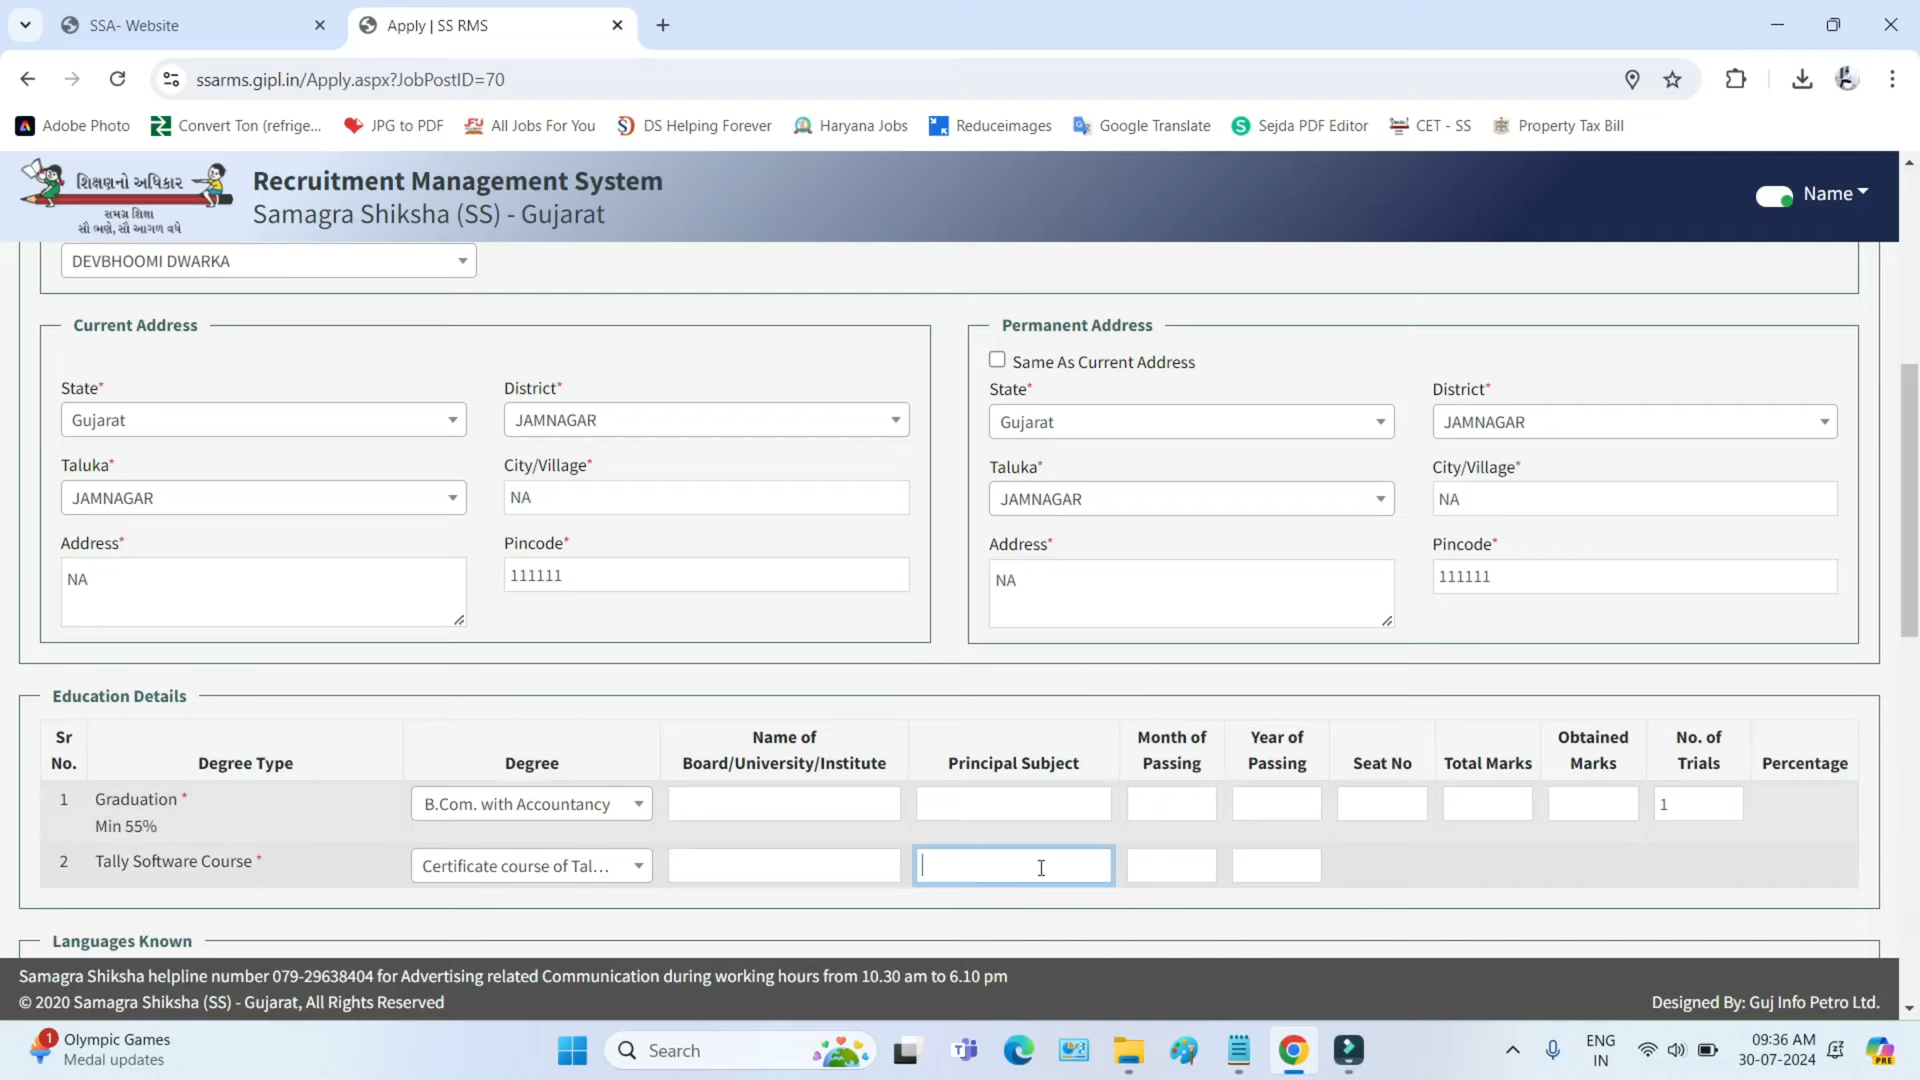 SSA- Website
Apply | SS RMS
ssarms.gipl.in/Apply.aspx?JobPostID=70
Adobe Photo
Convert Ton (refrige...
JPG to PDF
All Jobs For You
DS Helping Forever
Haryana Jobs
Reduceimages
Google Translate
Sejda PDF Editor
CET - SS
Property Tax Bill
શિક્ષણનો અધિકાર
સમગ્ર શિક્ષા
સૌ ભણે, સૌ આગળ વધે
Recruitment Management System
Samagra Shiksha (SS) - Gujarat
Name
DEVBHOOMI DWARKA
Current Address
State*
District*
Gujarat
JAMNAGAR
Taluka*
City/Village*
JAMNAGAR
NA
Address*
Pincode*
NA
111111
Permanent Address
Same As Current Address
State*
District*
Gujarat
JAMNAGAR
Taluka*
City/Village*
JAMNAGAR
NA
Address*
Pincode*
NA
111111
Education Details
Sr No.
Degree Type
Degree
Name of Board/University/Institute
Principal Subject
Month of Passing
Year of Passing
Seat No
Total Marks
Obtained Marks
No. of Trials
Percentage
1
Graduation *
Min 55%
B.Com. with Accountancy
1
2
Tally Software Course *
Certificate course of Tal...
Languages Known
Samagra Shiksha helpline number 079-29638404 for Advertising related Communication during working hours from 10.30 am to 6.10 pm
© 2020 Samagra Shiksha (SS) - Gujarat, All Rights Reserved
Designed By: Guj Info Petro Ltd.
1
Olympic Games
Medal updates
Search
ENG
IN
09:36 AM
30-07-2024
PRE